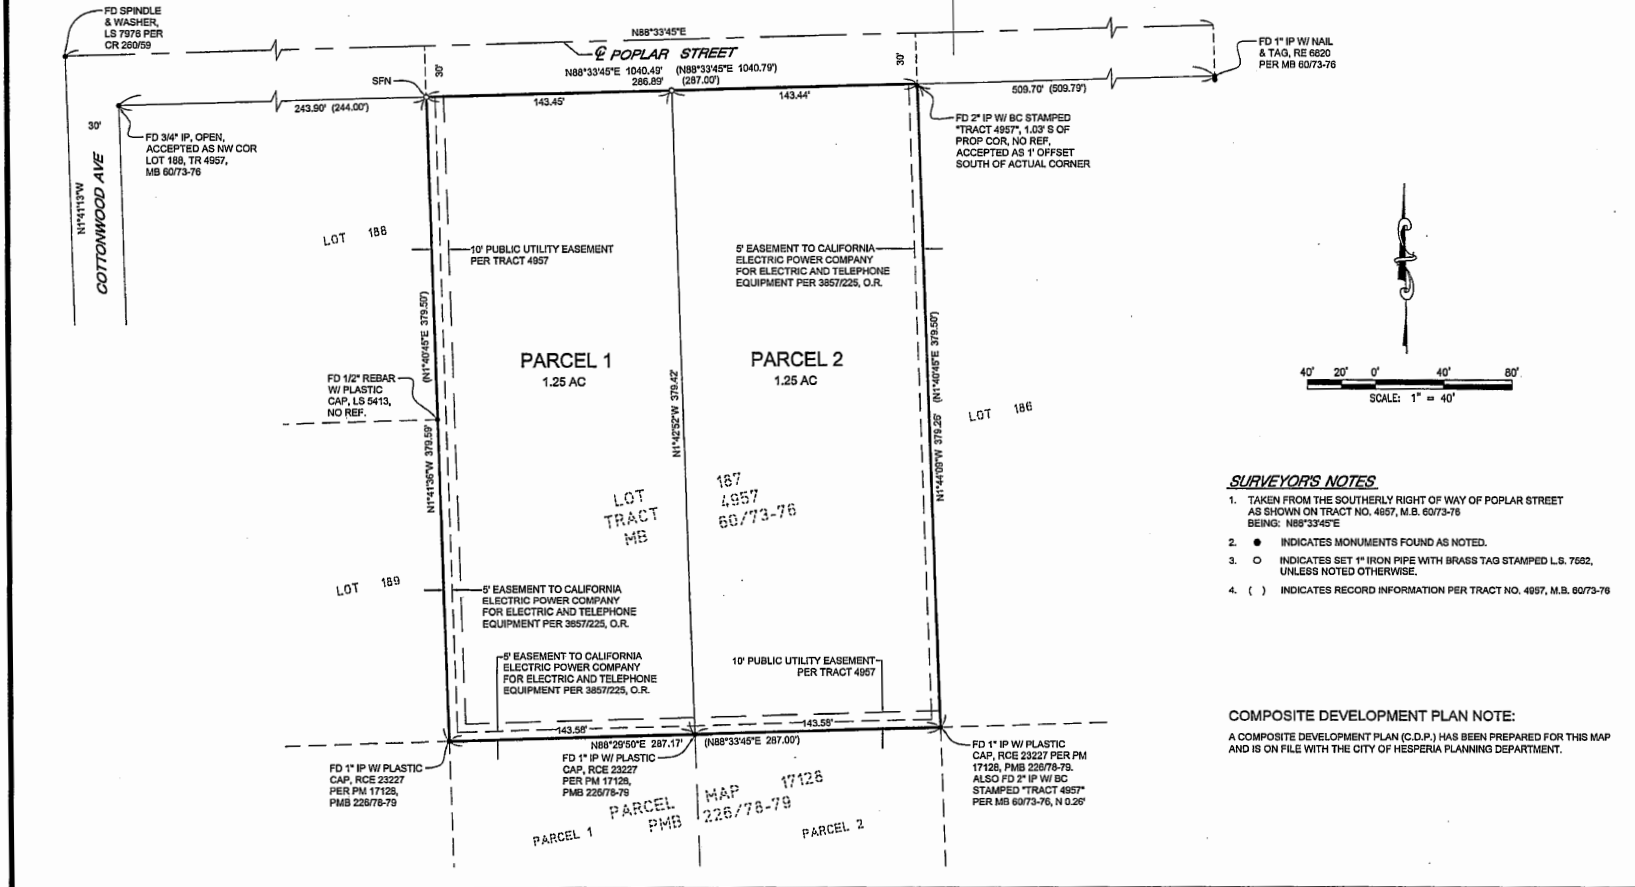 FD SPINDLE
& WASHER,
LS 7976 PER
CR 260/59
N88°33'45"E
℄ POPLAR STREET
N88°33'45"E 1040.49' (N88°33'45"E 1040.79')
286.89' (287.00')
30'
30'
FD 1" IP W/ NAIL
& TAG, RE 6820
PER MB 60/73-76
SFN
243.90' (244.00')
143.45'
143.44'
509.70' (509.79')
30'
N1°41'13"W
COTTONWOOD AVE
FD 3/4" IP, OPEN,
ACCEPTED AS NW COR
LOT 188, TR 4957,
MB 60/73-76
FD 2" IP W/ BC STAMPED
"TRACT 4957", 1.03' S OF
PROP COR, NO REF,
ACCEPTED AS 1' OFFSET
SOUTH OF ACTUAL CORNER
LOT 188
10' PUBLIC UTILITY EASEMENT
PER TRACT 4957
5' EASEMENT TO CALIFORNIA
ELECTRIC POWER COMPANY
FOR ELECTRIC AND TELEPHONE
EQUIPMENT PER 3857/225, O.R.
(N1°40'45"E 379.50')
N1°41'36"W 379.59'
N1°42'52"W 379.42'
N1°44'09"W 379.26' (N1°40'45"E 379.50')
PARCEL 1
1.25 AC
PARCEL 2
1.25 AC
FD 1/2" REBAR
W/ PLASTIC
CAP, LS 5413,
NO REF.
LOT 186
40' 20' 0' 40' 80'
SCALE: 1" = 40'
LOT 187
TRACT 4957
MB 60/73-76
SURVEYOR'S NOTES
1. TAKEN FROM THE SOUTHERLY RIGHT OF WAY OF POPLAR STREET
AS SHOWN ON TRACT NO. 4957, M.B. 60/73-76
BEING: N88°33'45"E
2. ● INDICATES MONUMENTS FOUND AS NOTED.
3. ○ INDICATES SET 1" IRON PIPE WITH BRASS TAG STAMPED L.S. 7562,
UNLESS NOTED OTHERWISE.
4. ( ) INDICATES RECORD INFORMATION PER TRACT NO. 4957, M.B. 60/73-76
LOT 189
5' EASEMENT TO CALIFORNIA
ELECTRIC POWER COMPANY
FOR ELECTRIC AND TELEPHONE
EQUIPMENT PER 3857/225, O.R.
5' EASEMENT TO CALIFORNIA
ELECTRIC POWER COMPANY
FOR ELECTRIC AND TELEPHONE
EQUIPMENT PER 3857/225, O.R.
10' PUBLIC UTILITY EASEMENT
PER TRACT 4957
143.58'
143.58'
N88°29'50"E 287.17' (N88°33'45"E 287.00')
FD 1" IP W/ PLASTIC
CAP, RCE 23227
PER PM 17128,
PMB 226/78-79
FD 1" IP W/ PLASTIC
CAP, RCE 23227
PER PM 17128,
PMB 226/78-79
FD 1" IP W/ PLASTIC
CAP, RCE 23227 PER PM
17128, PMB 226/78-79.
ALSO FD 2" IP W/ BC
STAMPED "TRACT 4957"
PER MB 60/73-76, N 0.26'
COMPOSITE DEVELOPMENT PLAN NOTE:
A COMPOSITE DEVELOPMENT PLAN (C.D.P.) HAS BEEN PREPARED FOR THIS MAP
AND IS ON FILE WITH THE CITY OF HESPERIA PLANNING DEPARTMENT.
PARCEL MAP 17128
PMB 226/78-79
PARCEL 1
PARCEL 2